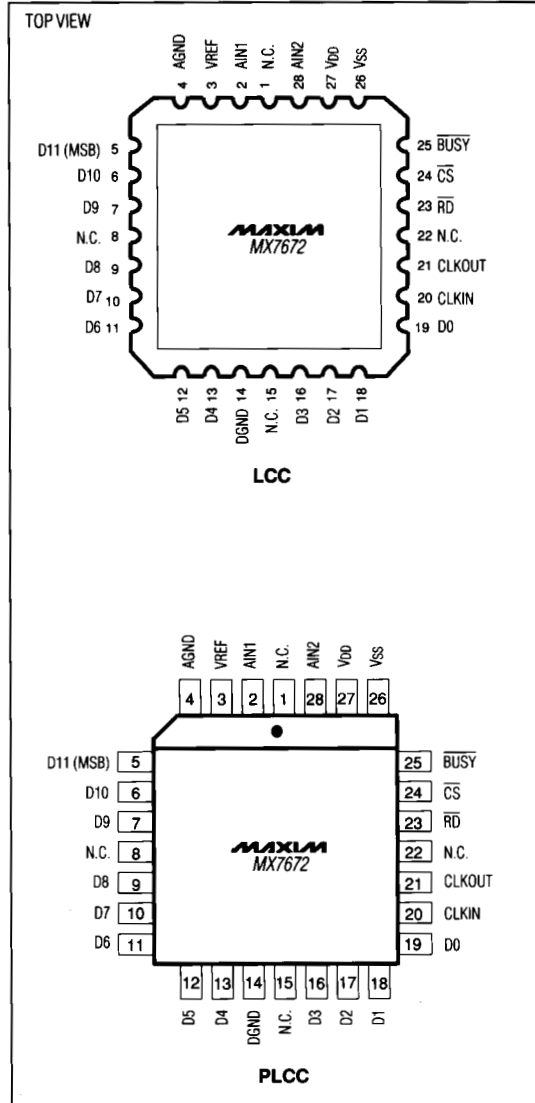 TOP VIEW
AGND VREF AIN1 N.C. AIN2 VDD VSS
4 3 2 1 28 27 26
D11 (MSB) 5
25 BUSY
D10 6
24 CS
D9 7
23 RD
N.C. 8
22 N.C.
D8 9
21 CLKOUT
D7 10
20 CLKIN
D6 11
19 D0
MAXIM
MX7672
12 13 14 15 16 17 18
D5 D4 DGND N.C. D3 D2 D1
LCC
AGND VREF AIN1 N.C. AIN2 VDD VSS
4 3 2 1 28 27 26
D11 (MSB) 5
25 BUSY
D10 6
24 CS
D9 7
23 RD
N.C. 8
22 N.C.
D8 9
21 CLKOUT
D7 10
20 CLKIN
D6 11
19 D0
MAXIM
MX7672
12 13 14 15 16 17 18
D5 D4 DGND N.C. D3 D2 D1
PLCC